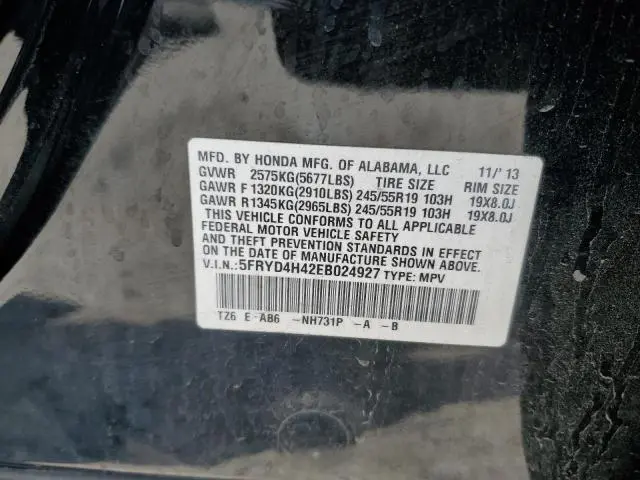 MFD. BY HONDA MFG. OF ALABAMA, LLC 11/'13
GVWR 2575KG(5677LBS) TIRE SIZE RIM SIZE
GAWR F 1320KG(2910LBS) 245/55R19 103H 19X8.0J
GAWR R1345KG(2965LBS) 245/55R19 103H 19X8.0J
THIS VEHICLE CONFORMS TO ALL APPLICABLE
FEDERAL MOTOR VEHICLE SAFETY
AND THEFT PREVENTION STANDARDS IN EFFECT
ON THE DATE OF MANUFACTURE SHOWN ABOVE.
V.I.N.:5FRYD4H42EB024927 TYPE: MPV
TZ6 E-AB6 -NH731P -A -B